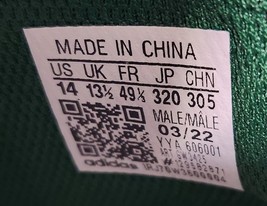 MADE IN CHINA
US UK FR JP CHN
14 13½ 49⅓ 320 305
MALE/MÂLE
03/22
YYA 606001
adidas